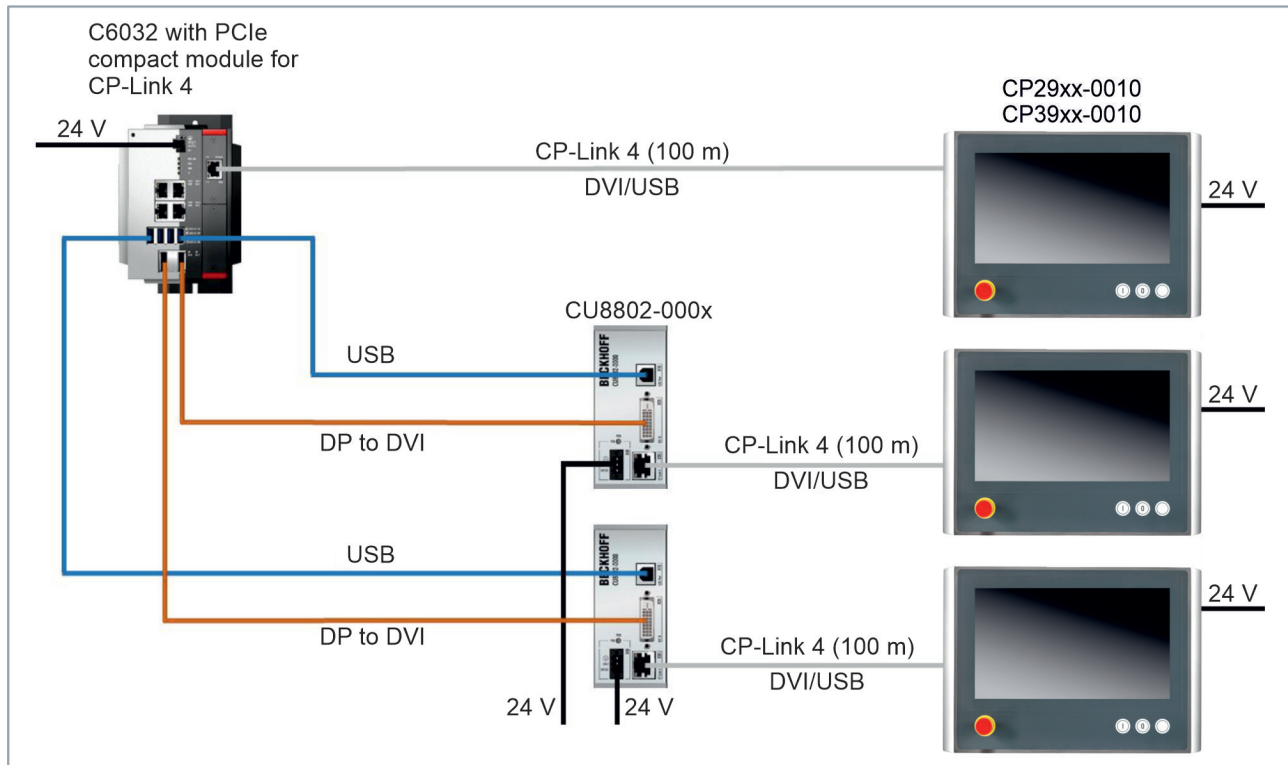 C6032 with PCIe
compact module for
CP-Link 4
24 V
CP29xx-0010
CP39xx-0010
CP-Link 4 (100 m)
DVI/USB
24 V
CU8802-000x
BECKHOFF
USB
DP to DVI
24 V
CP-Link 4 (100 m)
DVI/USB
BECKHOFF
USB
DP to DVI
24 V
CP-Link 4 (100 m)
DVI/USB
24 V
24 V